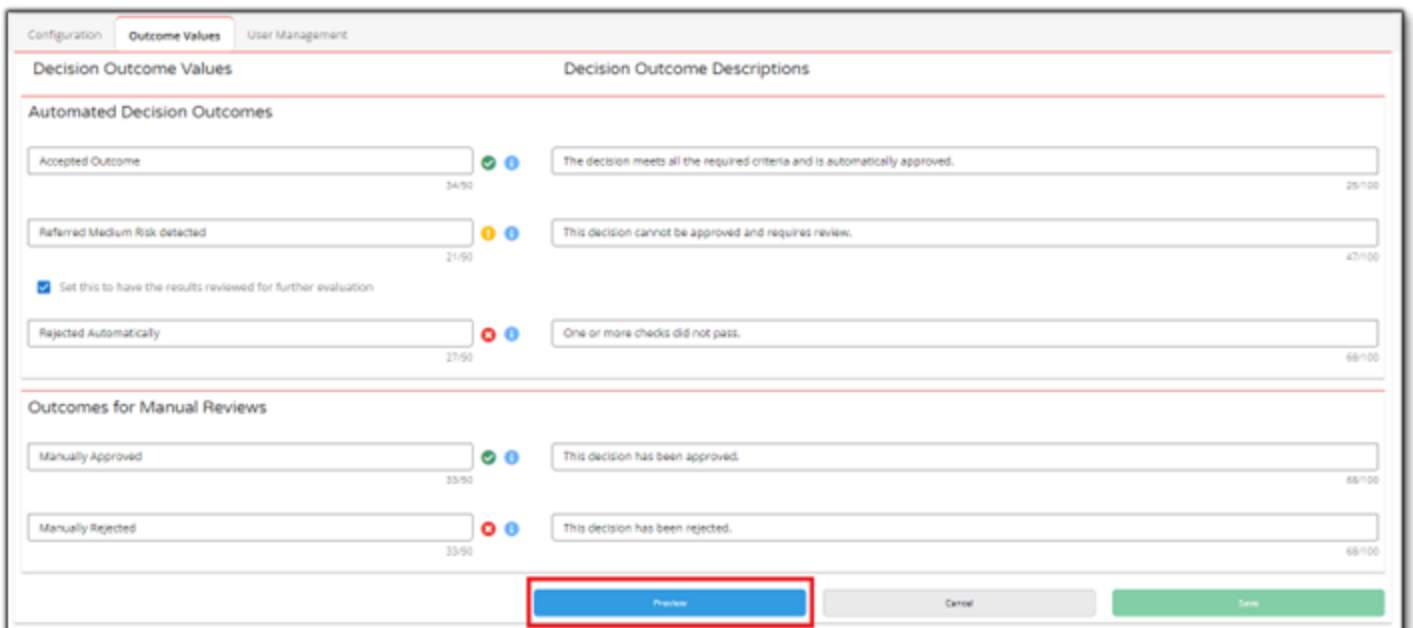 Configuration Outcome Values User Management
Decision Outcome Values Decision Outcome Descriptions
Automated Decision Outcomes
Accepted Outcome The decision meets all the required criteria and is automatically approved.
34/50 25/100
Referred Medium Risk detected This decision cannot be approved and requires review.
21/50 47/100
Set this to have the results reviewed for further evaluation
Rejected Automatically One or more checks did not pass.
27/50 68/100
Outcomes for Manual Reviews
Manually Approved This decision has been approved.
33/50 68/100
Manually Rejected This decision has been rejected.
33/50 68/100
Preview Cancel Save